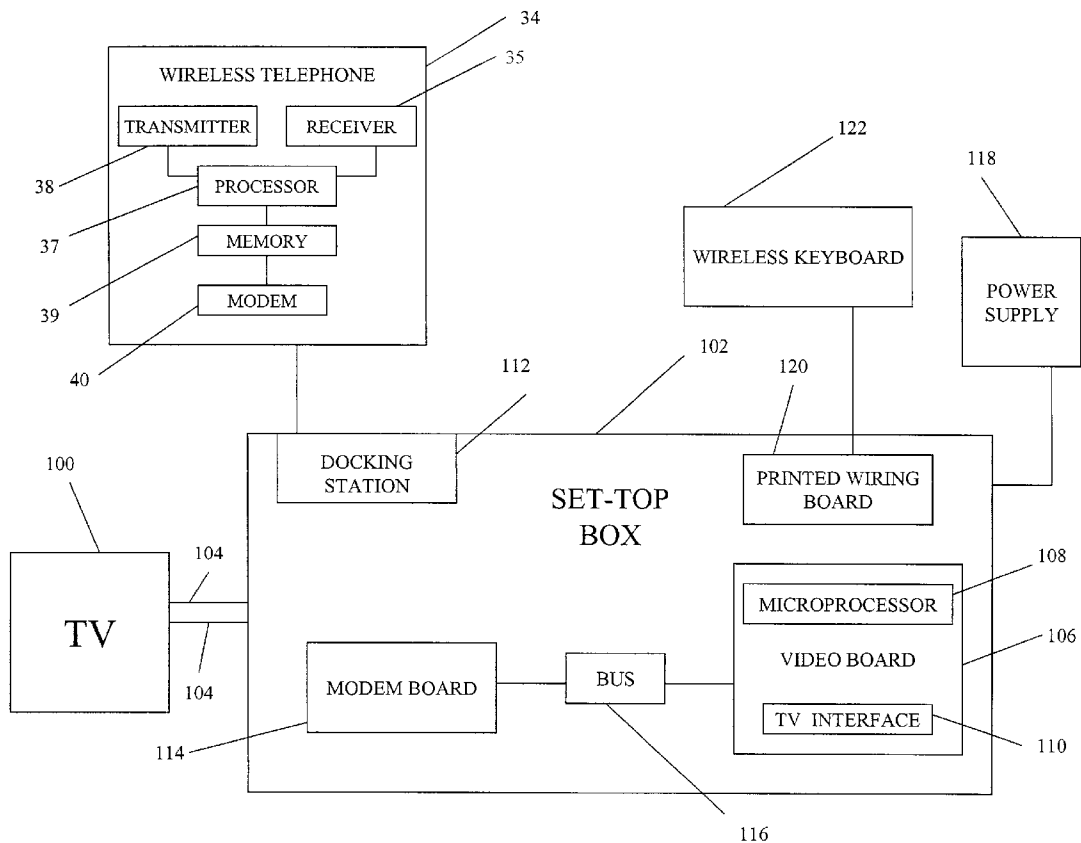 34
WIRELESS TELEPHONE
35
TRANSMITTER
RECEIVER
38
PROCESSOR
37
MEMORY
39
MODEM
40
122
WIRELESS KEYBOARD
118
POWER
SUPPLY
112
102
120
DOCKING
STATION
SET-TOP
BOX
PRINTED WIRING
BOARD
100
TV
104
104
MODEM BOARD
114
BUS
116
108
MICROPROCESSOR
106
VIDEO BOARD
TV INTERFACE
110